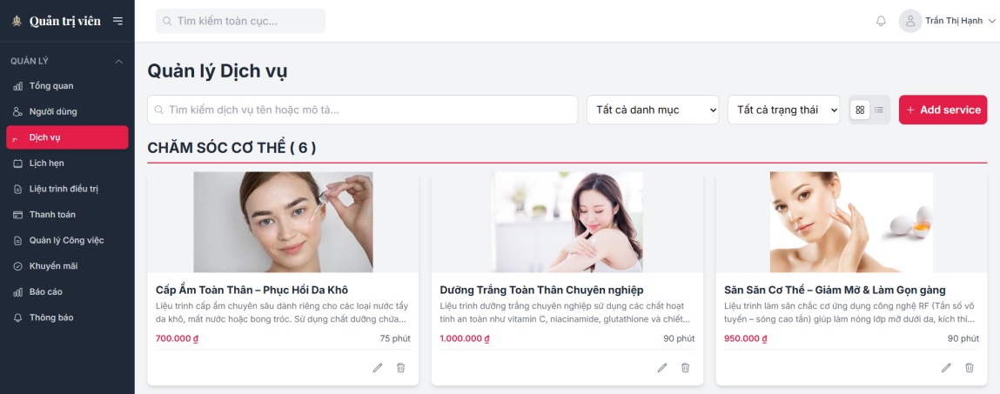 Quản trị viên
Tìm kiếm toàn cục...
Trần Thị Hạnh
QUẢN LÝ
Tổng quan
Người dùng
Dịch vụ
Lịch hẹn
Liệu trình điều trị
Thanh toán
Quản lý Công việc
Khuyến mãi
Báo cáo
Thông báo
Quản lý Dịch vụ
Tìm kiếm dịch vụ tên hoặc mô tả...
Tất cả danh mục
Tất cả trạng thái
+ Add service
CHĂM SÓC CƠ THỂ ( 6 )
Cấp Ẩm Toàn Thân – Phục Hồi Da Khô
Liệu trình cấp ẩm chuyên sâu dành riêng cho các loại nước tẩy
da khô, mất nước hoặc bong tróc. Sử dụng chất dưỡng chứa...
700.000 ₫
75 phút
Dưỡng Trắng Toàn Thân Chuyên nghiệp
Liệu trình dưỡng trắng chuyên nghiệp sử dụng các chất hoạt
tính an toàn như vitamin C, niacinamide, glutathione và chiết...
1.000.000 ₫
90 phút
Săn Săn Cơ Thể – Giảm Mỡ & Làm Gọn gàng
Liệu trình làm săn chắc cơ ứng dụng công nghệ RF (Tần số vô
tuyến – sóng cao tần) giúp làm nóng lớp mỡ dưới da, kích thí...
950.000 ₫
90 phút